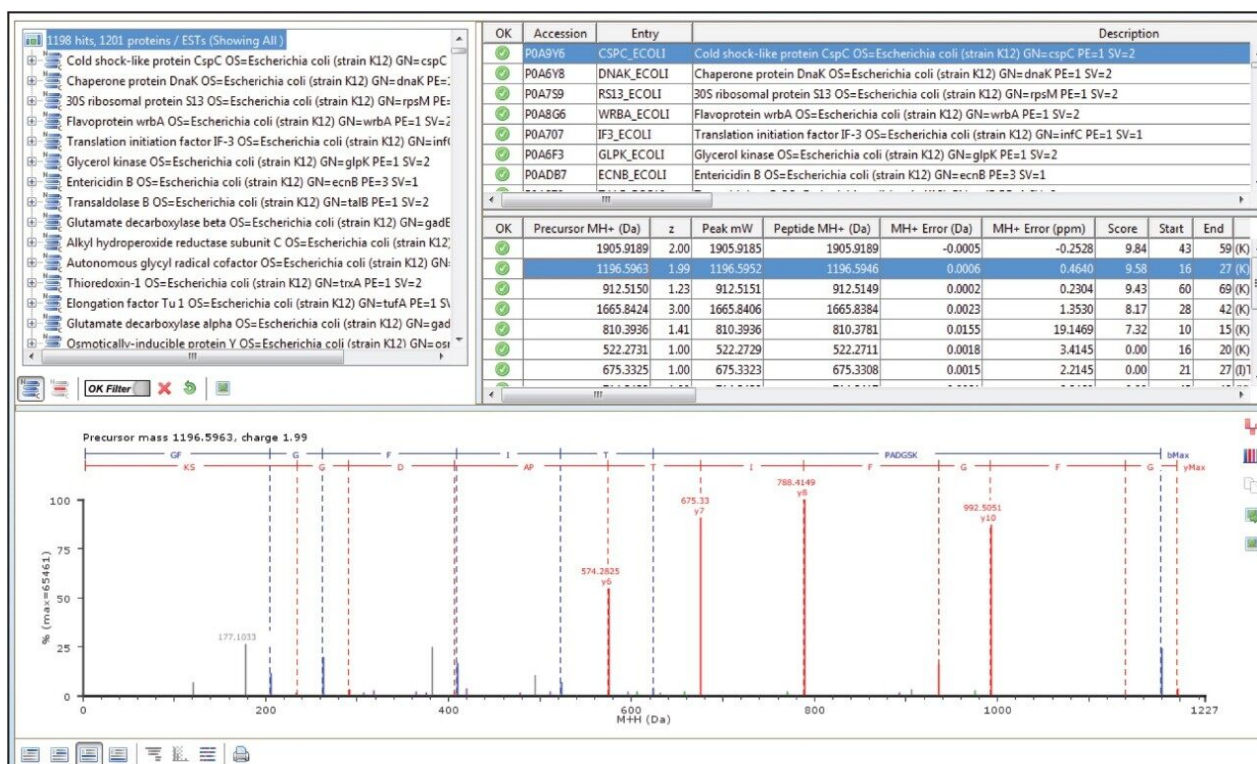 1198 hits, 1201 proteins / ESTs (Showing All )
Cold shock-like protein CspC OS=Escherichia coli (strain K12) GN=cspC
Chaperone protein DnaK OS=Escherichia coli (strain K12) GN=dnaK PE=
30S ribosomal protein S13 OS=Escherichia coli (strain K12) GN=rpsM PE=
Flavoprotein wrbA OS=Escherichia coli (strain K12) GN=wrbA PE=1 SV=2
Translation initiation factor IF-3 OS=Escherichia coli (strain K12) GN=inf
Glycerol kinase OS=Escherichia coli (strain K12) GN=glpK PE=1 SV=2
Entericidin B OS=Escherichia coli (strain K12) GN=ecnB PE=3 SV=1
Transaldolase B OS=Escherichia coli (strain K12) GN=talB PE=1 SV=2
Glutamate decarboxylase beta OS=Escherichia coli (strain K12) GN=gadB
Alkyl hydroperoxide reductase subunit C OS=Escherichia coli (strain K12)
Autonomous glycyl radical cofactor OS=Escherichia coli (strain K12) GN=
Thioredoxin-1 OS=Escherichia coli (strain K12) GN=trxA PE=1 SV=2
Elongation factor Tu 1 OS=Escherichia coli (strain K12) GN=tufA PE=1 SV
Glutamate decarboxylase alpha OS=Escherichia coli (strain K12) GN=gad
Osmotically-inducible protein Y OS=Escherichia coli (strain K12) GN=osm
OK Filter
OK Accession Entry Description
P0A9Y6 CSPC_ECOLI Cold shock-like protein CspC OS=Escherichia coli (strain K12) GN=cspC PE=1 SV=2
P0A6Y8 DNAK_ECOLI Chaperone protein DnaK OS=Escherichia coli (strain K12) GN=dnaK PE=1 SV=2
P0A7S9 RS13_ECOLI 30S ribosomal protein S13 OS=Escherichia coli (strain K12) GN=rpsM PE=1 SV=2
P0A8G6 WRBA_ECOLI Flavoprotein wrbA OS=Escherichia coli (strain K12) GN=wrbA PE=1 SV=2
P0A707 IF3_ECOLI Translation initiation factor IF-3 OS=Escherichia coli (strain K12) GN=infC PE=1 SV=1
P0A6F3 GLPK_ECOLI Glycerol kinase OS=Escherichia coli (strain K12) GN=glpK PE=1 SV=2
P0ADB7 ECNB_ECOLI Entericidin B OS=Escherichia coli (strain K12) GN=ecnB PE=3 SV=1
OK Precursor MH+ (Da) z Peak mW Peptide MH+ (Da) MH+ Error (Da) MH+ Error (ppm) Score Start End
1905.9189 2.00 1905.9185 1905.9189 -0.0005 -0.2528 9.84 43 59 (K)
1196.5963 1.99 1196.5952 1196.5946 0.0006 0.4640 9.58 16 27 (K)
912.5150 1.23 912.5151 912.5149 0.0002 0.2304 9.43 60 69 (K)
1665.8424 3.00 1665.8406 1665.8384 0.0023 1.3530 8.17 28 42 (K)
810.3936 1.41 810.3936 810.3781 0.0155 19.1469 7.32 10 15 (K)
522.2731 1.00 522.2729 522.2711 0.0018 3.4145 0.00 16 20 (K)
675.3325 1.00 675.3323 675.3308 0.0015 2.2145 0.00 21 27 (I)T
Precursor mass 1196.5963, charge 1.99
GF G F I T PADGSK bMax
KS G D AP T I F G F G yMax
100
75
50
25
0
% (max=65461)
177.1033
574.2825
y6
675.33
y7
788.4149
y8
992.5051
y10
0 200 400 600 800 1000 1227
M+H (Da)